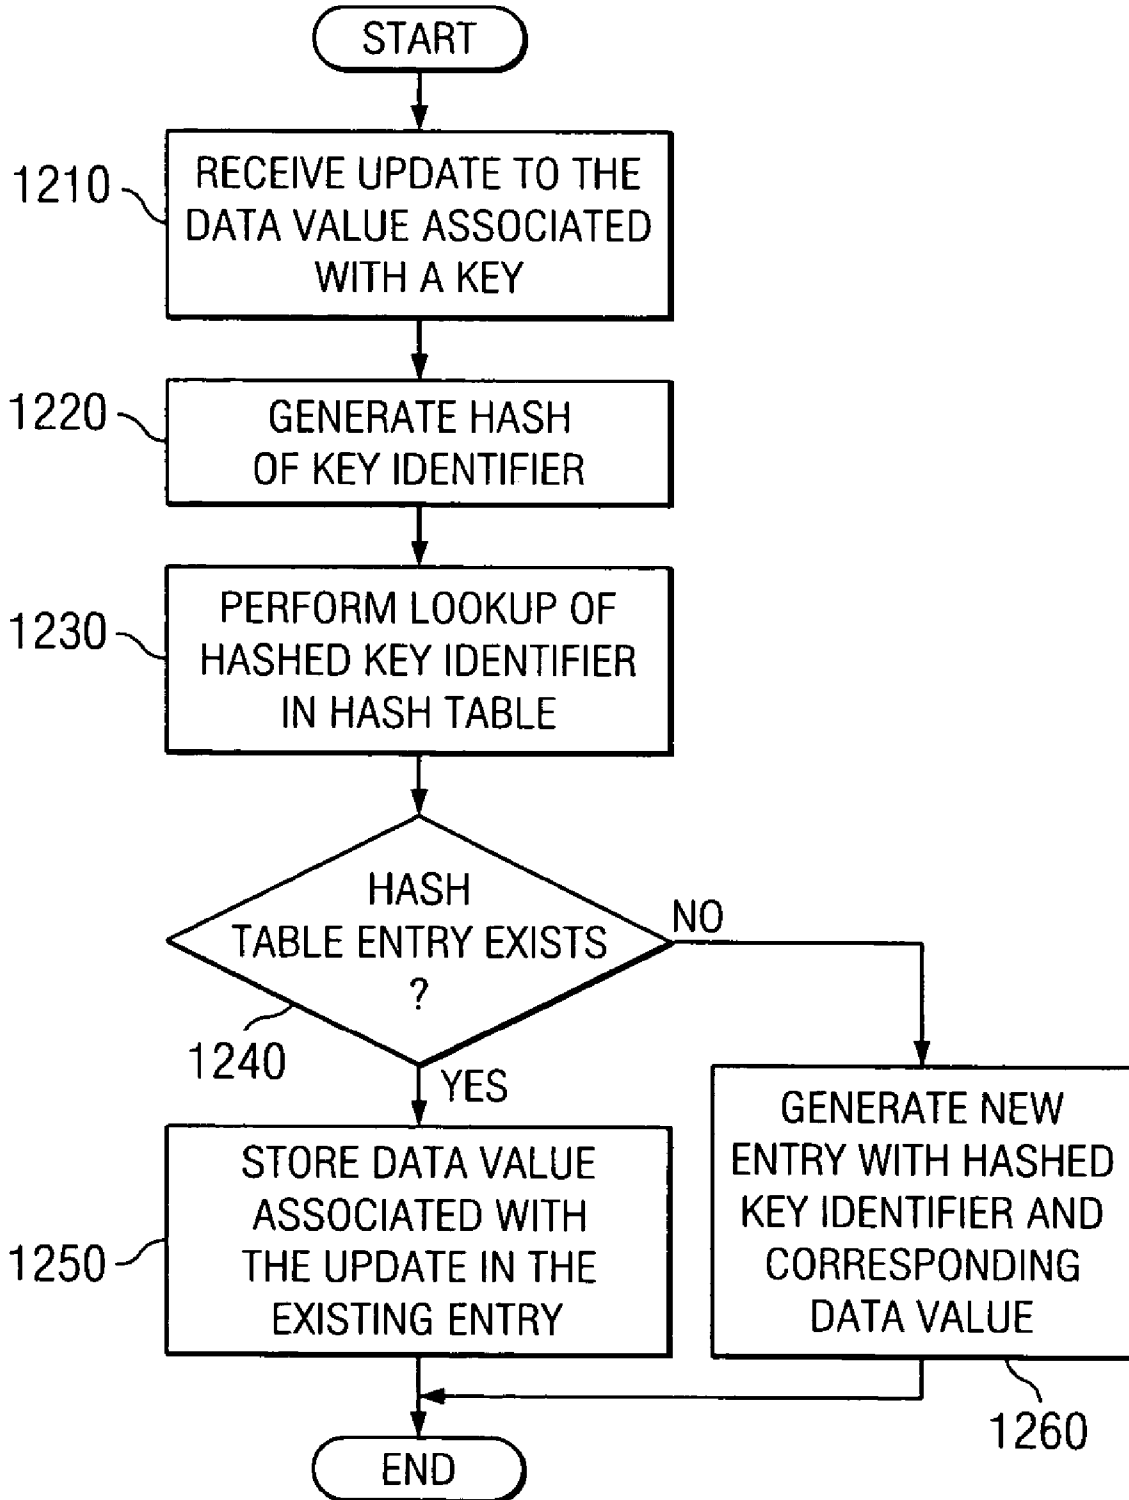 START
1210
RECEIVE UPDATE TO THE
DATA VALUE ASSOCIATED
WITH A KEY
1220
GENERATE HASH
OF KEY IDENTIFIER
1230
PERFORM LOOKUP OF
HASHED KEY IDENTIFIER
IN HASH TABLE
HASH
TABLE ENTRY EXISTS
?
1240
NO
YES
1250
STORE DATA VALUE
ASSOCIATED WITH
THE UPDATE IN THE
EXISTING ENTRY
GENERATE NEW
ENTRY WITH HASHED
KEY IDENTIFIER AND
CORRESPONDING
DATA VALUE
1260
END